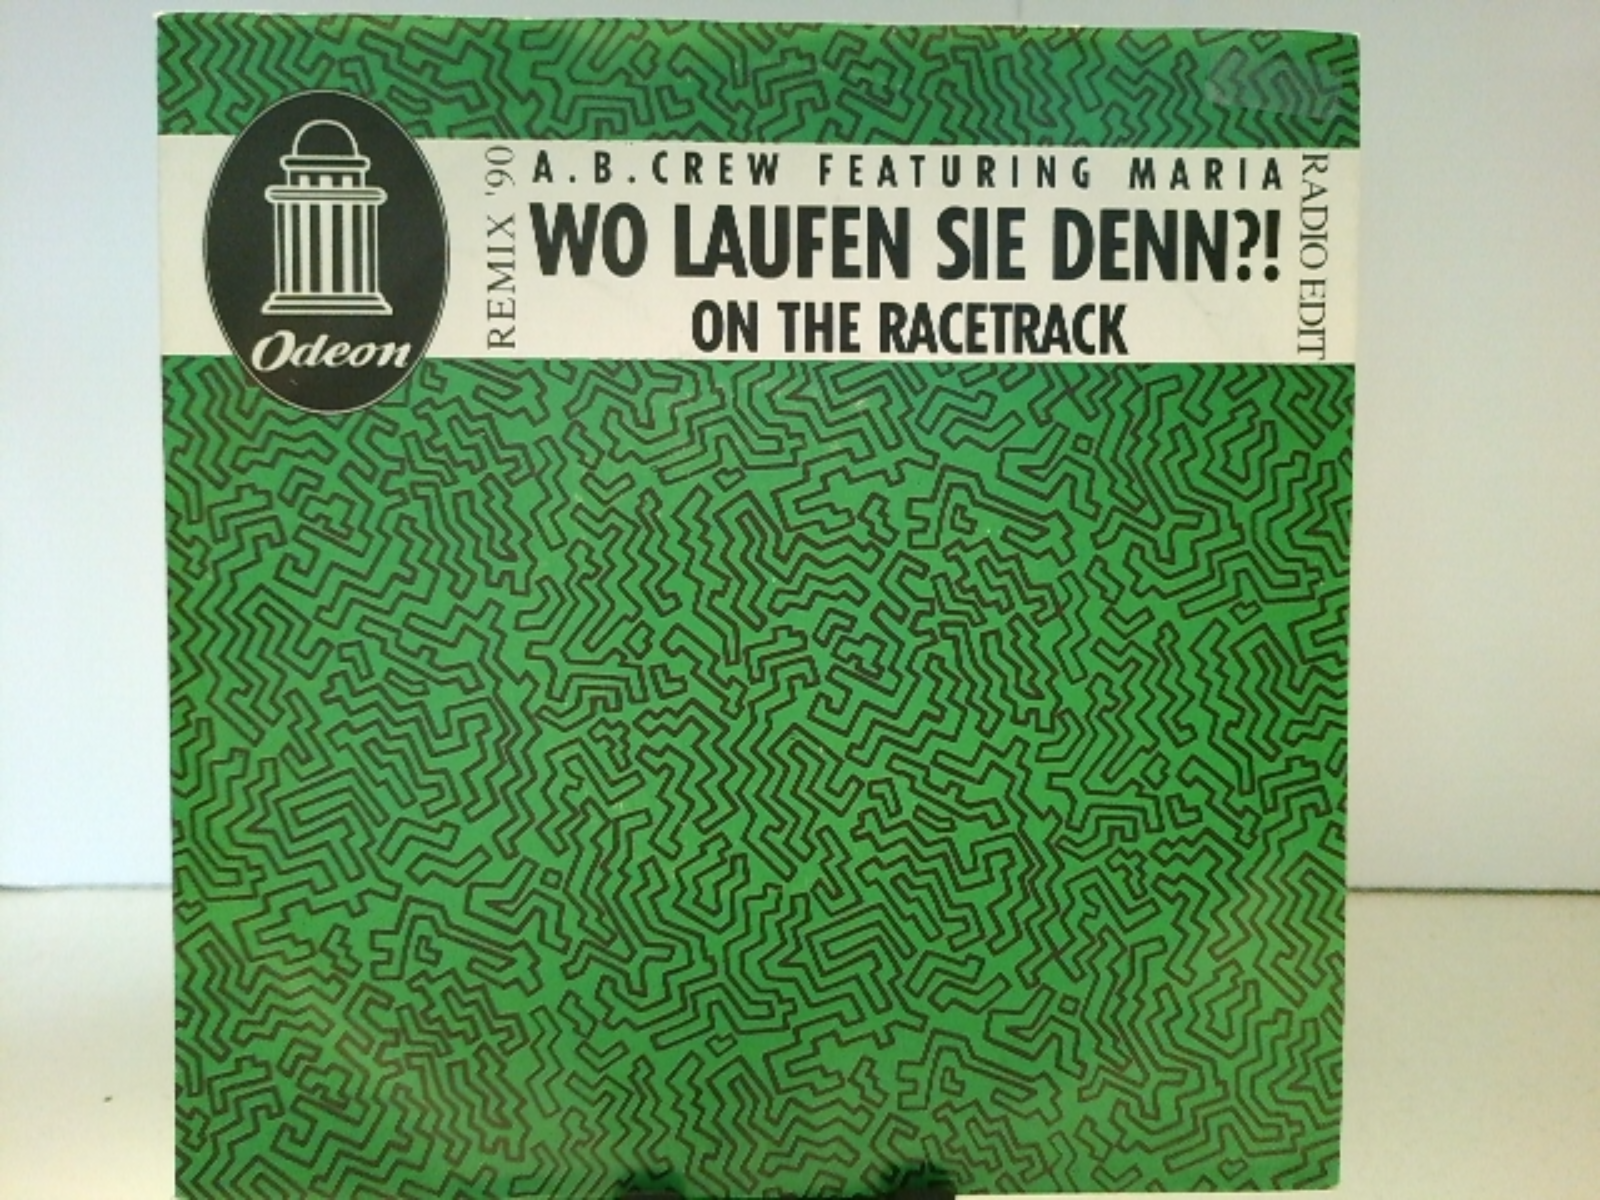 Odeon
REMIX '90
A.B.CREW FEATURING MARIA
WO LAUFEN SIE DENN?!
ON THE RACETRACK
RADIO EDIT